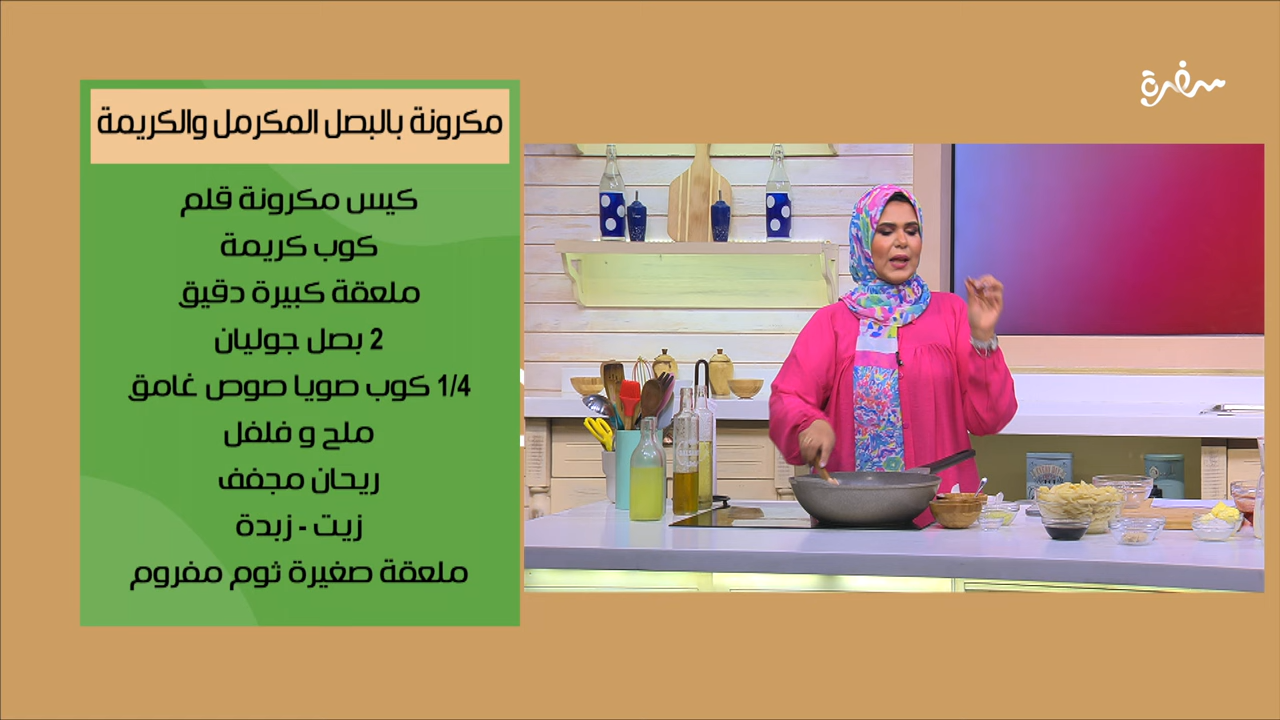 سفرة
مكرونة بالبصل المكرمل والكريمة
كيس مكرونة قلم
كوب كريمة
ملعقة كبيرة دقيق
2 بصل جوليان
1/4 كوب صويا صوص غامق
ملح و فلفل
ريحان مجفف
زيت - زبدة
ملعقة صغيرة ثوم مفروم